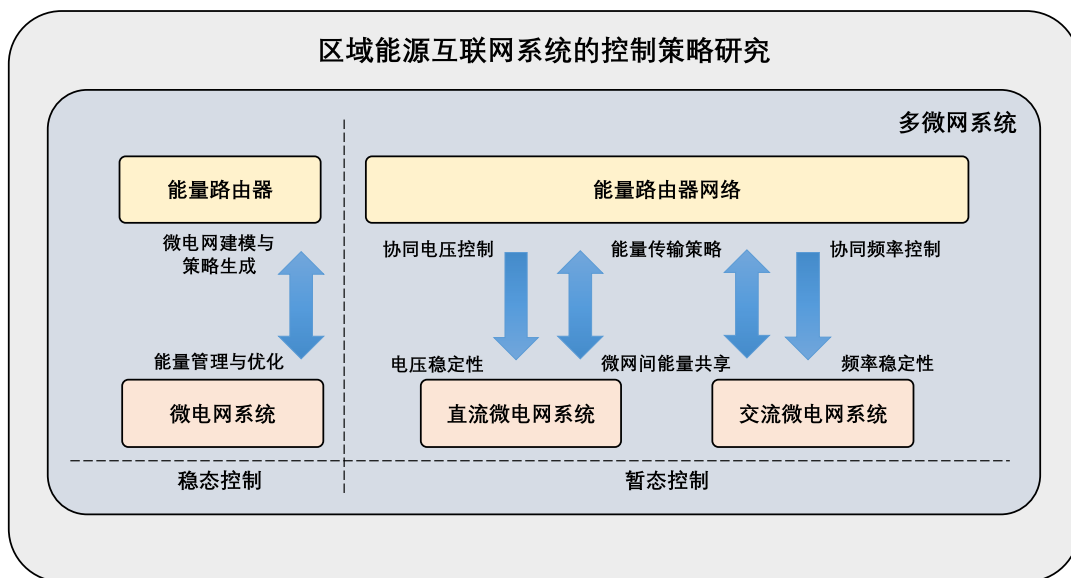 区域能源互联网系统的控制策略研究
多微网系统
能量路由器
能量路由器网络
微电网建模与
策略生成
协同电压控制
能量传输策略
协同频率控制
能量管理与优化
电压稳定性
微网间能量共享
频率稳定性
微电网系统
直流微电网系统
交流微电网系统
稳态控制
暂态控制